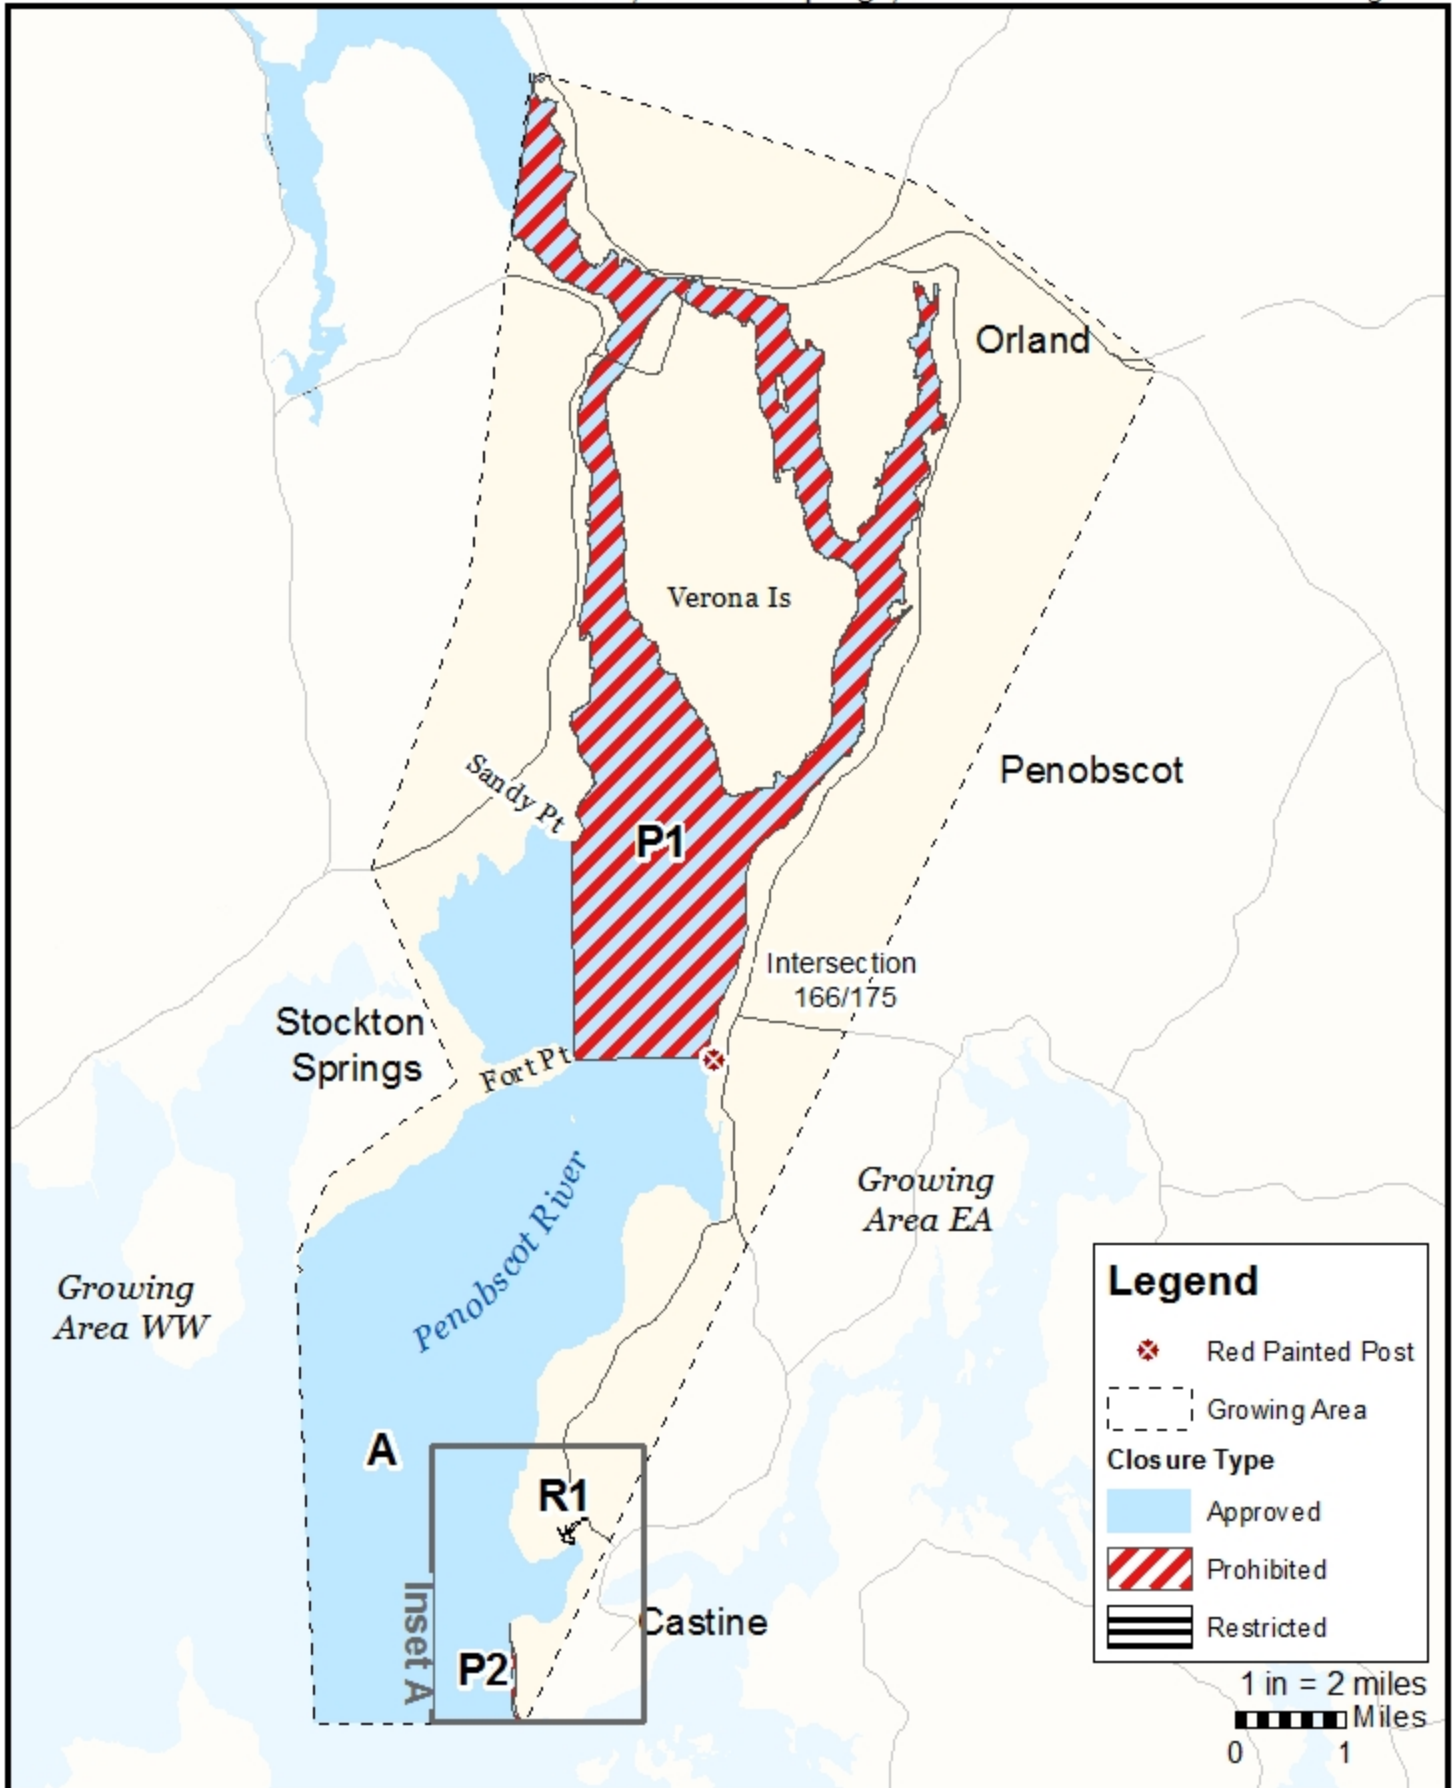 Orland
Verona Is
Sandy Pt
Penobscot
P1
Intersection
166/175
Stockton
Springs
Fort Pt
Penobscot River
Growing
Area EA
Growing
Area WW
A
R1
Inset A
Castine
P2
Legend
Red Painted Post
Growing Area
Closure Type
Approved
Prohibited
Restricted
1 in = 2 miles
Miles
0 1